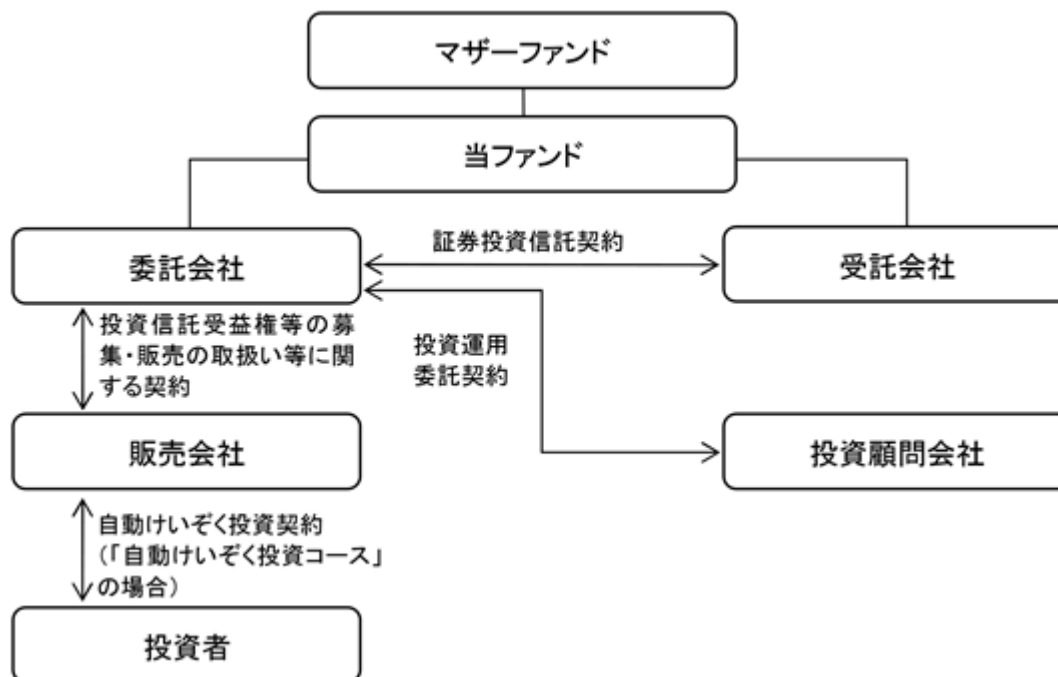 マザーファンド
当ファンド
証券投資信託契約
委託会社
受託会社
投資信託受益権等の募
集・販売の取扱い等に関
する契約
投資運用
委託契約
販売会社
投資顧問会社
自動けいぞく投資契約
(「自動けいぞく投資コース」
の場合)
投資者